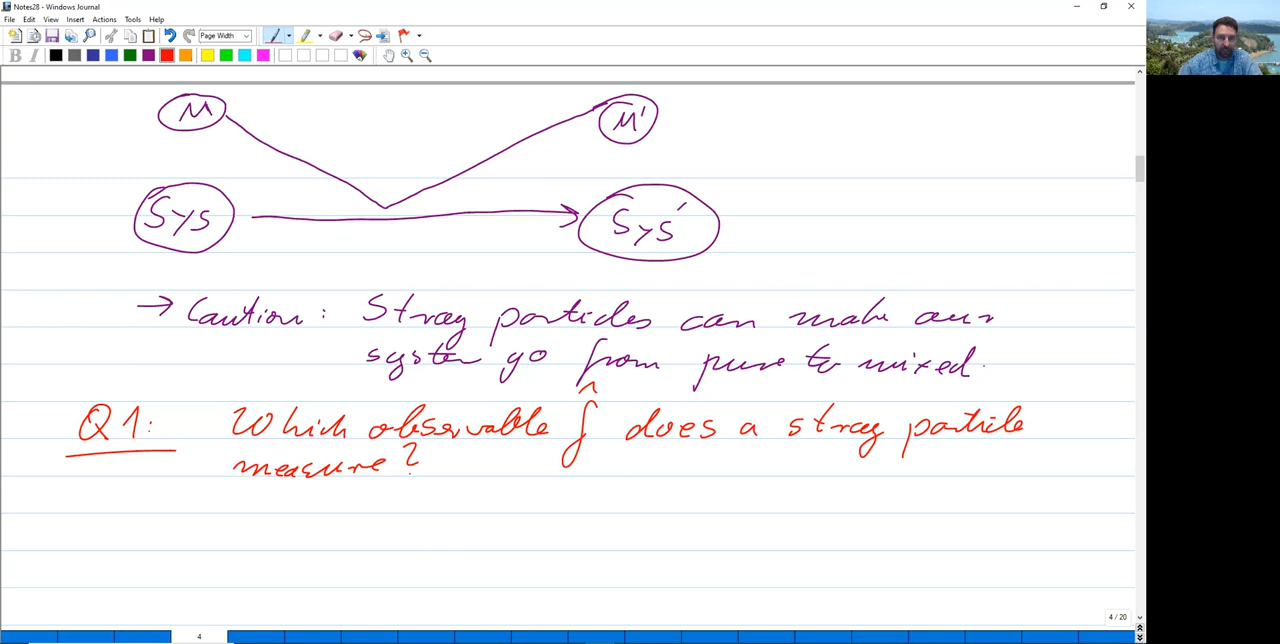 Notes28 - Windows Journal
File Edit View Insert Actions Tools Help
Page Width
B I
M M'
Sys Sys'
→ Caution: Stray particles can make our
system go from pure to mixed.
Q1: Which observable f̂ does a stray particle
measure?
4 / 20
4